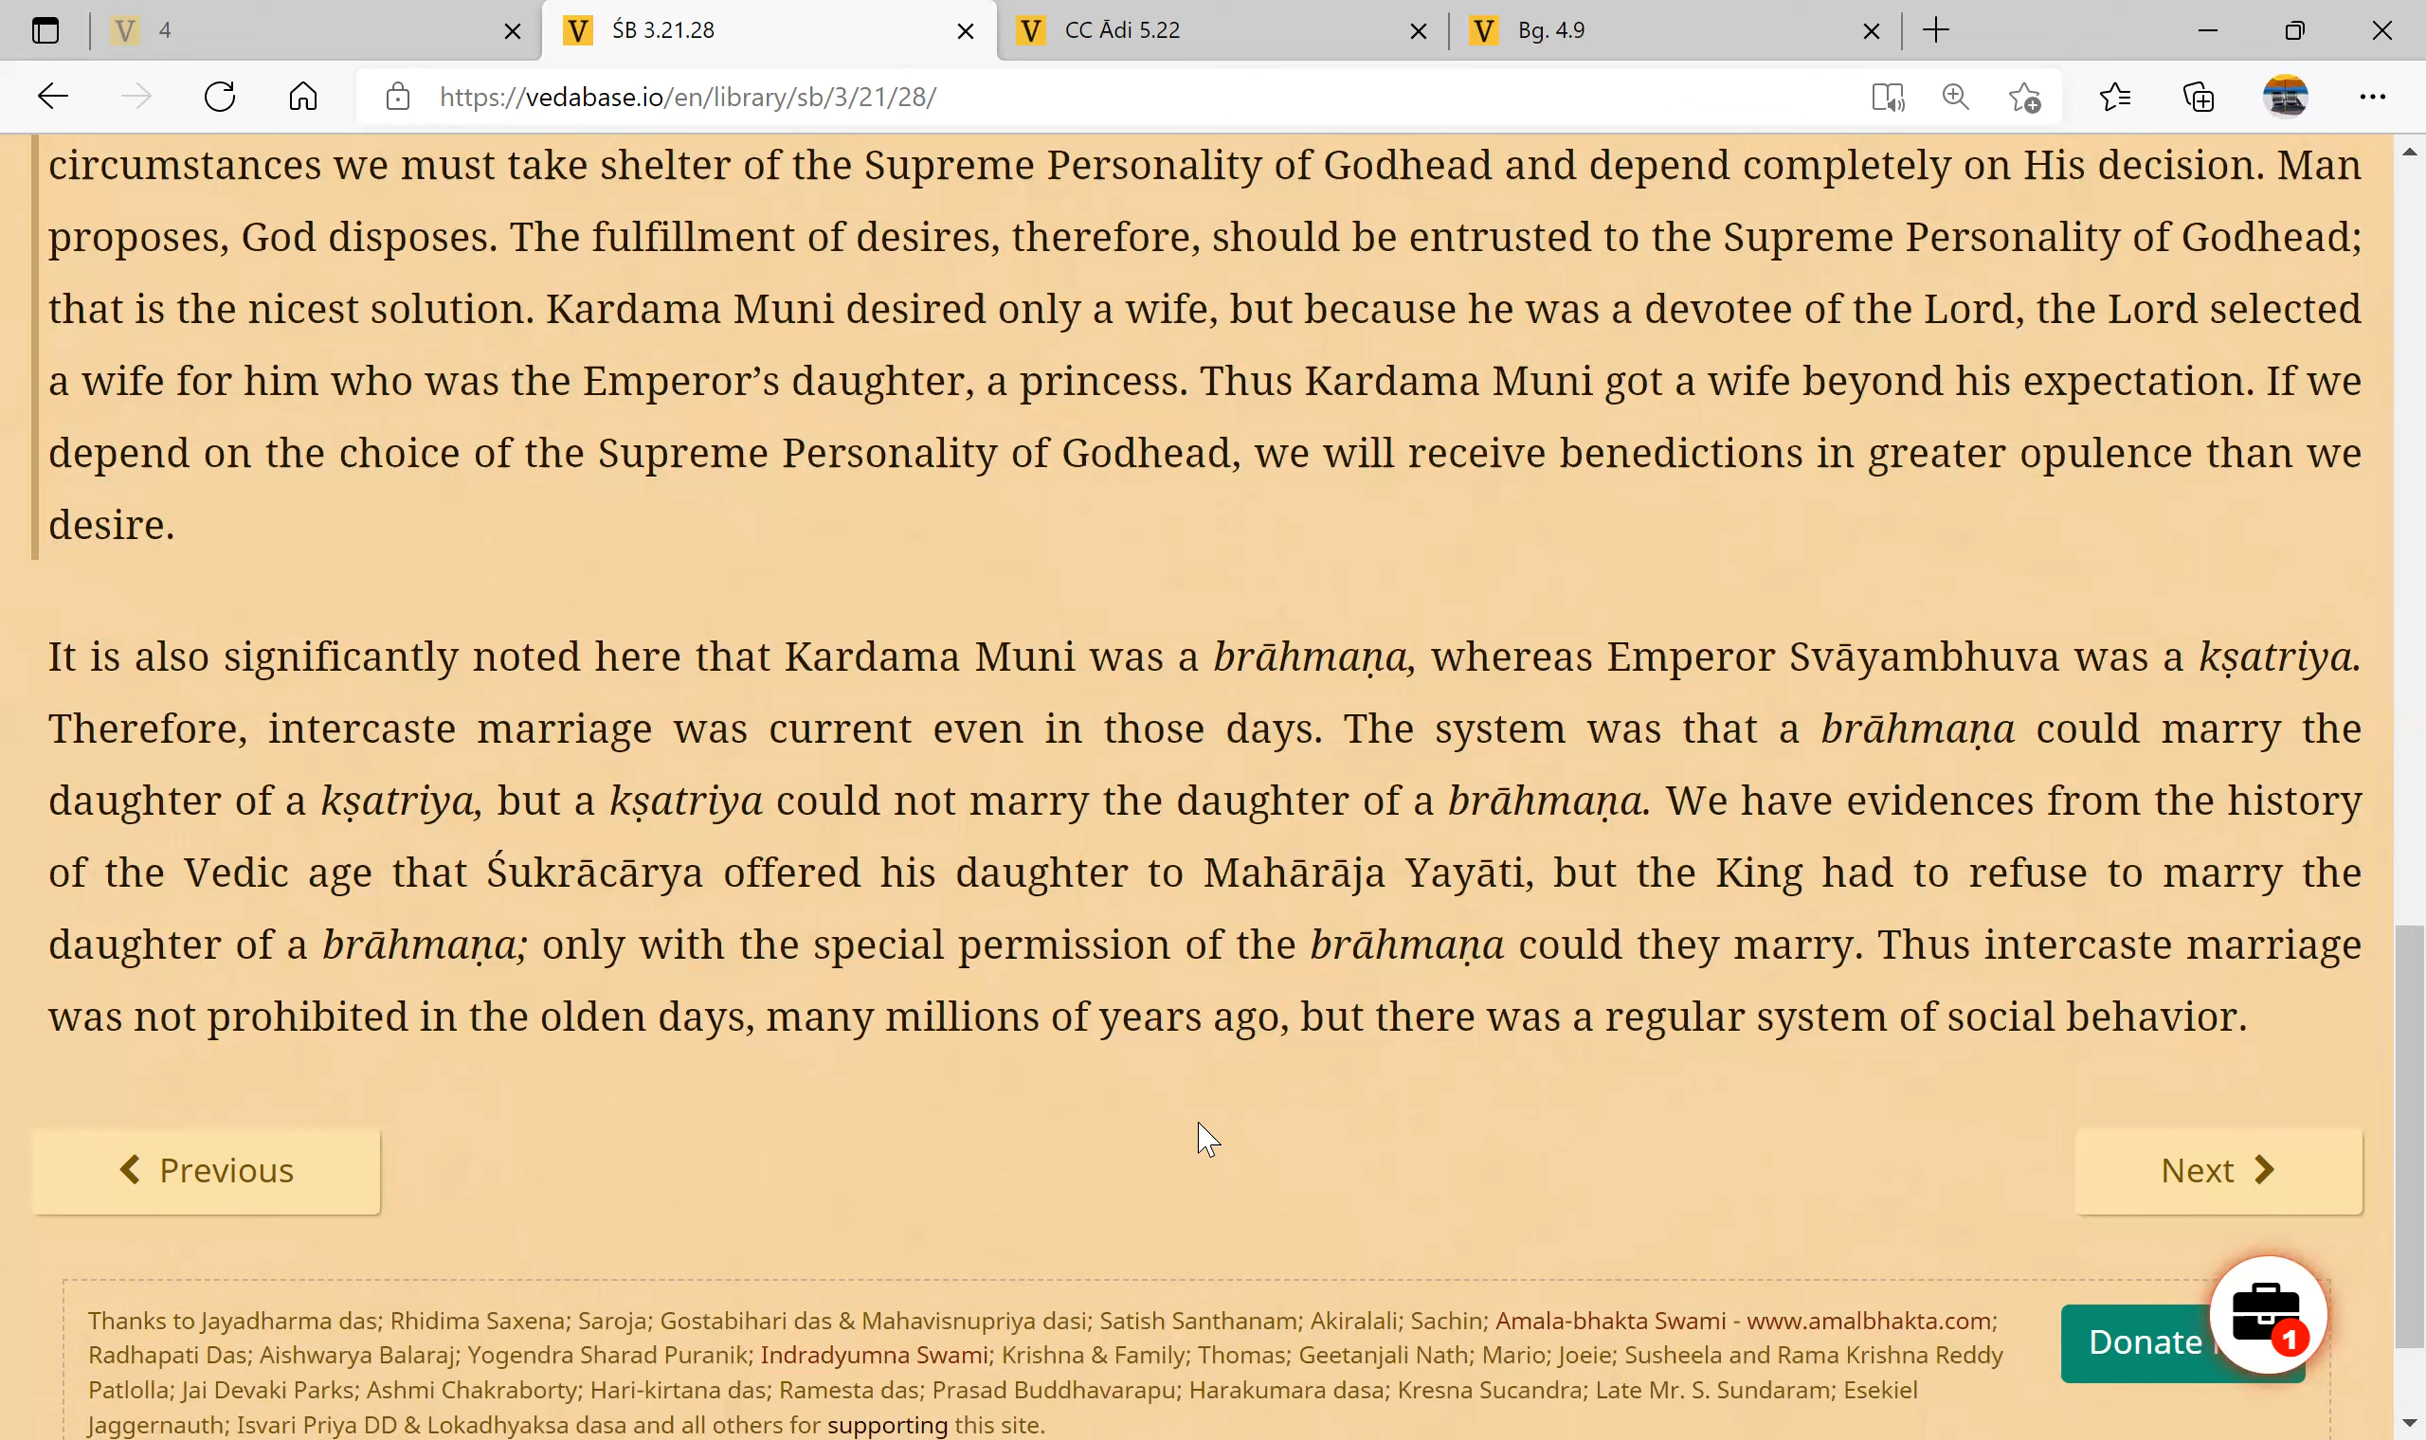 4
ŚB 3.21.28
CC Ādi 5.22
Bg. 4.9
https://vedabase.io/en/library/sb/3/21/28/
circumstances we must take shelter of the Supreme Personality of Godhead and depend completely on His decision. Man
proposes, God disposes. The fulfillment of desires, therefore, should be entrusted to the Supreme Personality of Godhead;
that is the nicest solution. Kardama Muni desired only a wife, but because he was a devotee of the Lord, the Lord selected
a wife for him who was the Emperor’s daughter, a princess. Thus Kardama Muni got a wife beyond his expectation. If we
depend on the choice of the Supreme Personality of Godhead, we will receive benedictions in greater opulence than we
desire.
It is also significantly noted here that Kardama Muni was a brāhmaṇa, whereas Emperor Svāyambhuva was a kṣatriya.
Therefore, intercaste marriage was current even in those days. The system was that a brāhmaṇa could marry the
daughter of a kṣatriya, but a kṣatriya could not marry the daughter of a brāhmaṇa. We have evidences from the history
of the Vedic age that Śukrācārya offered his daughter to Mahārāja Yayāti, but the King had to refuse to marry the
daughter of a brāhmaṇa; only with the special permission of the brāhmaṇa could they marry. Thus intercaste marriage
was not prohibited in the olden days, many millions of years ago, but there was a regular system of social behavior.
Previous
Next
Thanks to Jayadharma das; Rhidima Saxena; Saroja; Gostabihari das & Mahavisnupriya dasi; Satish Santhanam; Akiralali; Sachin; Amala-bhakta Swami - www.amalbhakta.com;
Radhapati Das; Aishwarya Balaraj; Yogendra Sharad Puranik; Indradyumna Swami; Krishna & Family; Thomas; Geetanjali Nath; Mario; Joeie; Susheela and Rama Krishna Reddy
Patlolla; Jai Devaki Parks; Ashmi Chakraborty; Hari-kirtana das; Ramesta das; Prasad Buddhavarapu; Harakumara dasa; Kresna Sucandra; Late Mr. S. Sundaram; Esekiel
Jaggernauth; Isvari Priya DD & Lokadhyaksa dasa and all others for supporting this site.
Donate
1